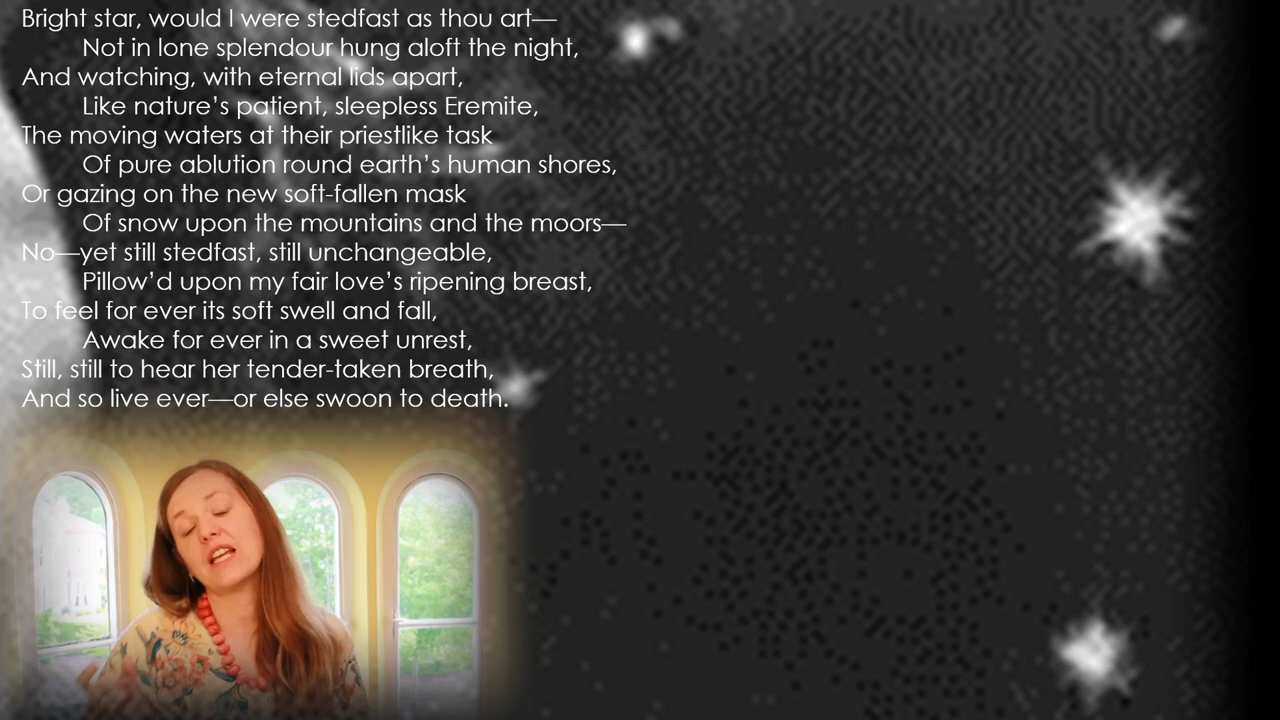 Bright star, would I were stedfast as thou art—
Not in lone splendour hung aloft the night,
And watching, with eternal lids apart,
Like nature’s patient, sleepless Eremite,
The moving waters at their priestlike task
Of pure ablution round earth’s human shores,
Or gazing on the new soft-fallen mask
Of snow upon the mountains and the moors—
No—yet still stedfast, still unchangeable,
Pillow’d upon my fair love’s ripening breast,
To feel for ever its soft swell and fall,
Awake for ever in a sweet unrest,
Still, still to hear her tender-taken breath,
And so live ever—or else swoon to death.